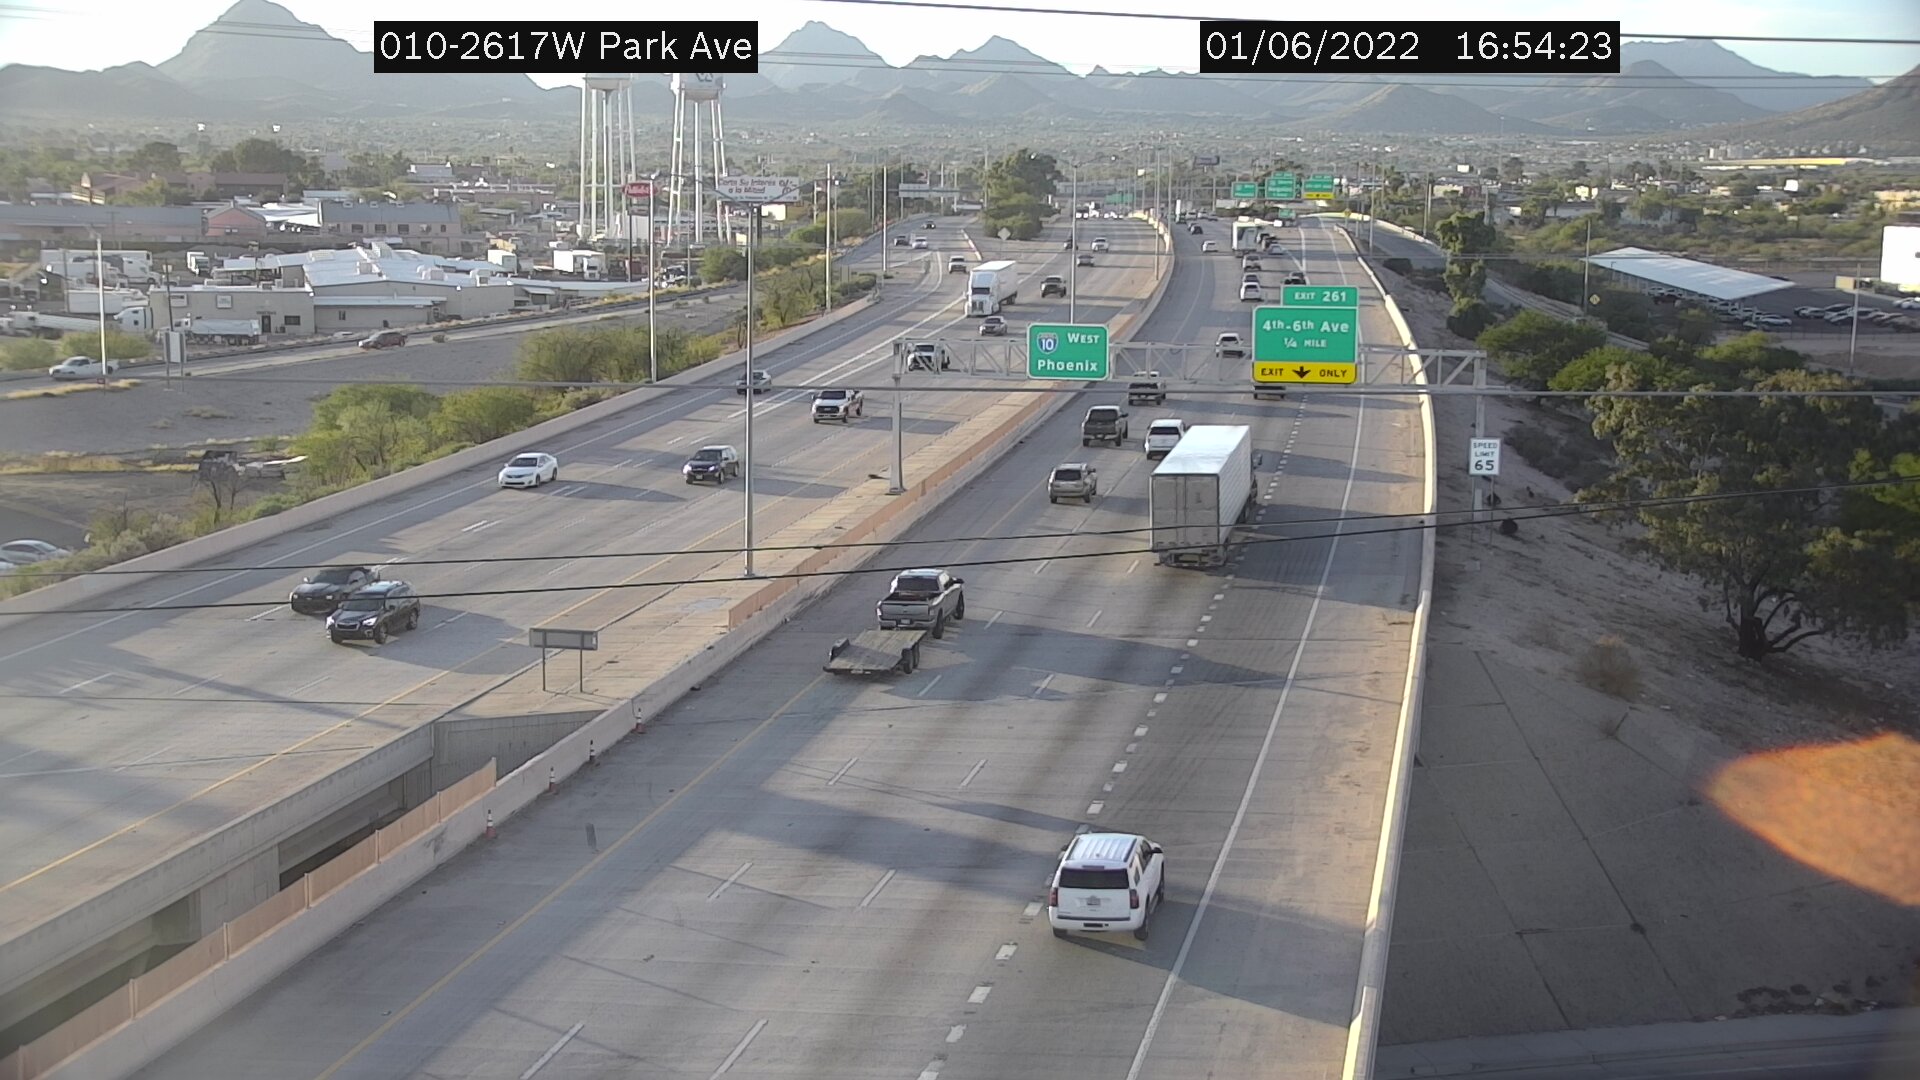 010-2617W Park Ave
01/06/2022 16:54:23
EXIT 261
4th-6th Ave
1/4 MILE
EXIT ONLY
10 WEST
Phoenix
SPEED
LIMIT
65